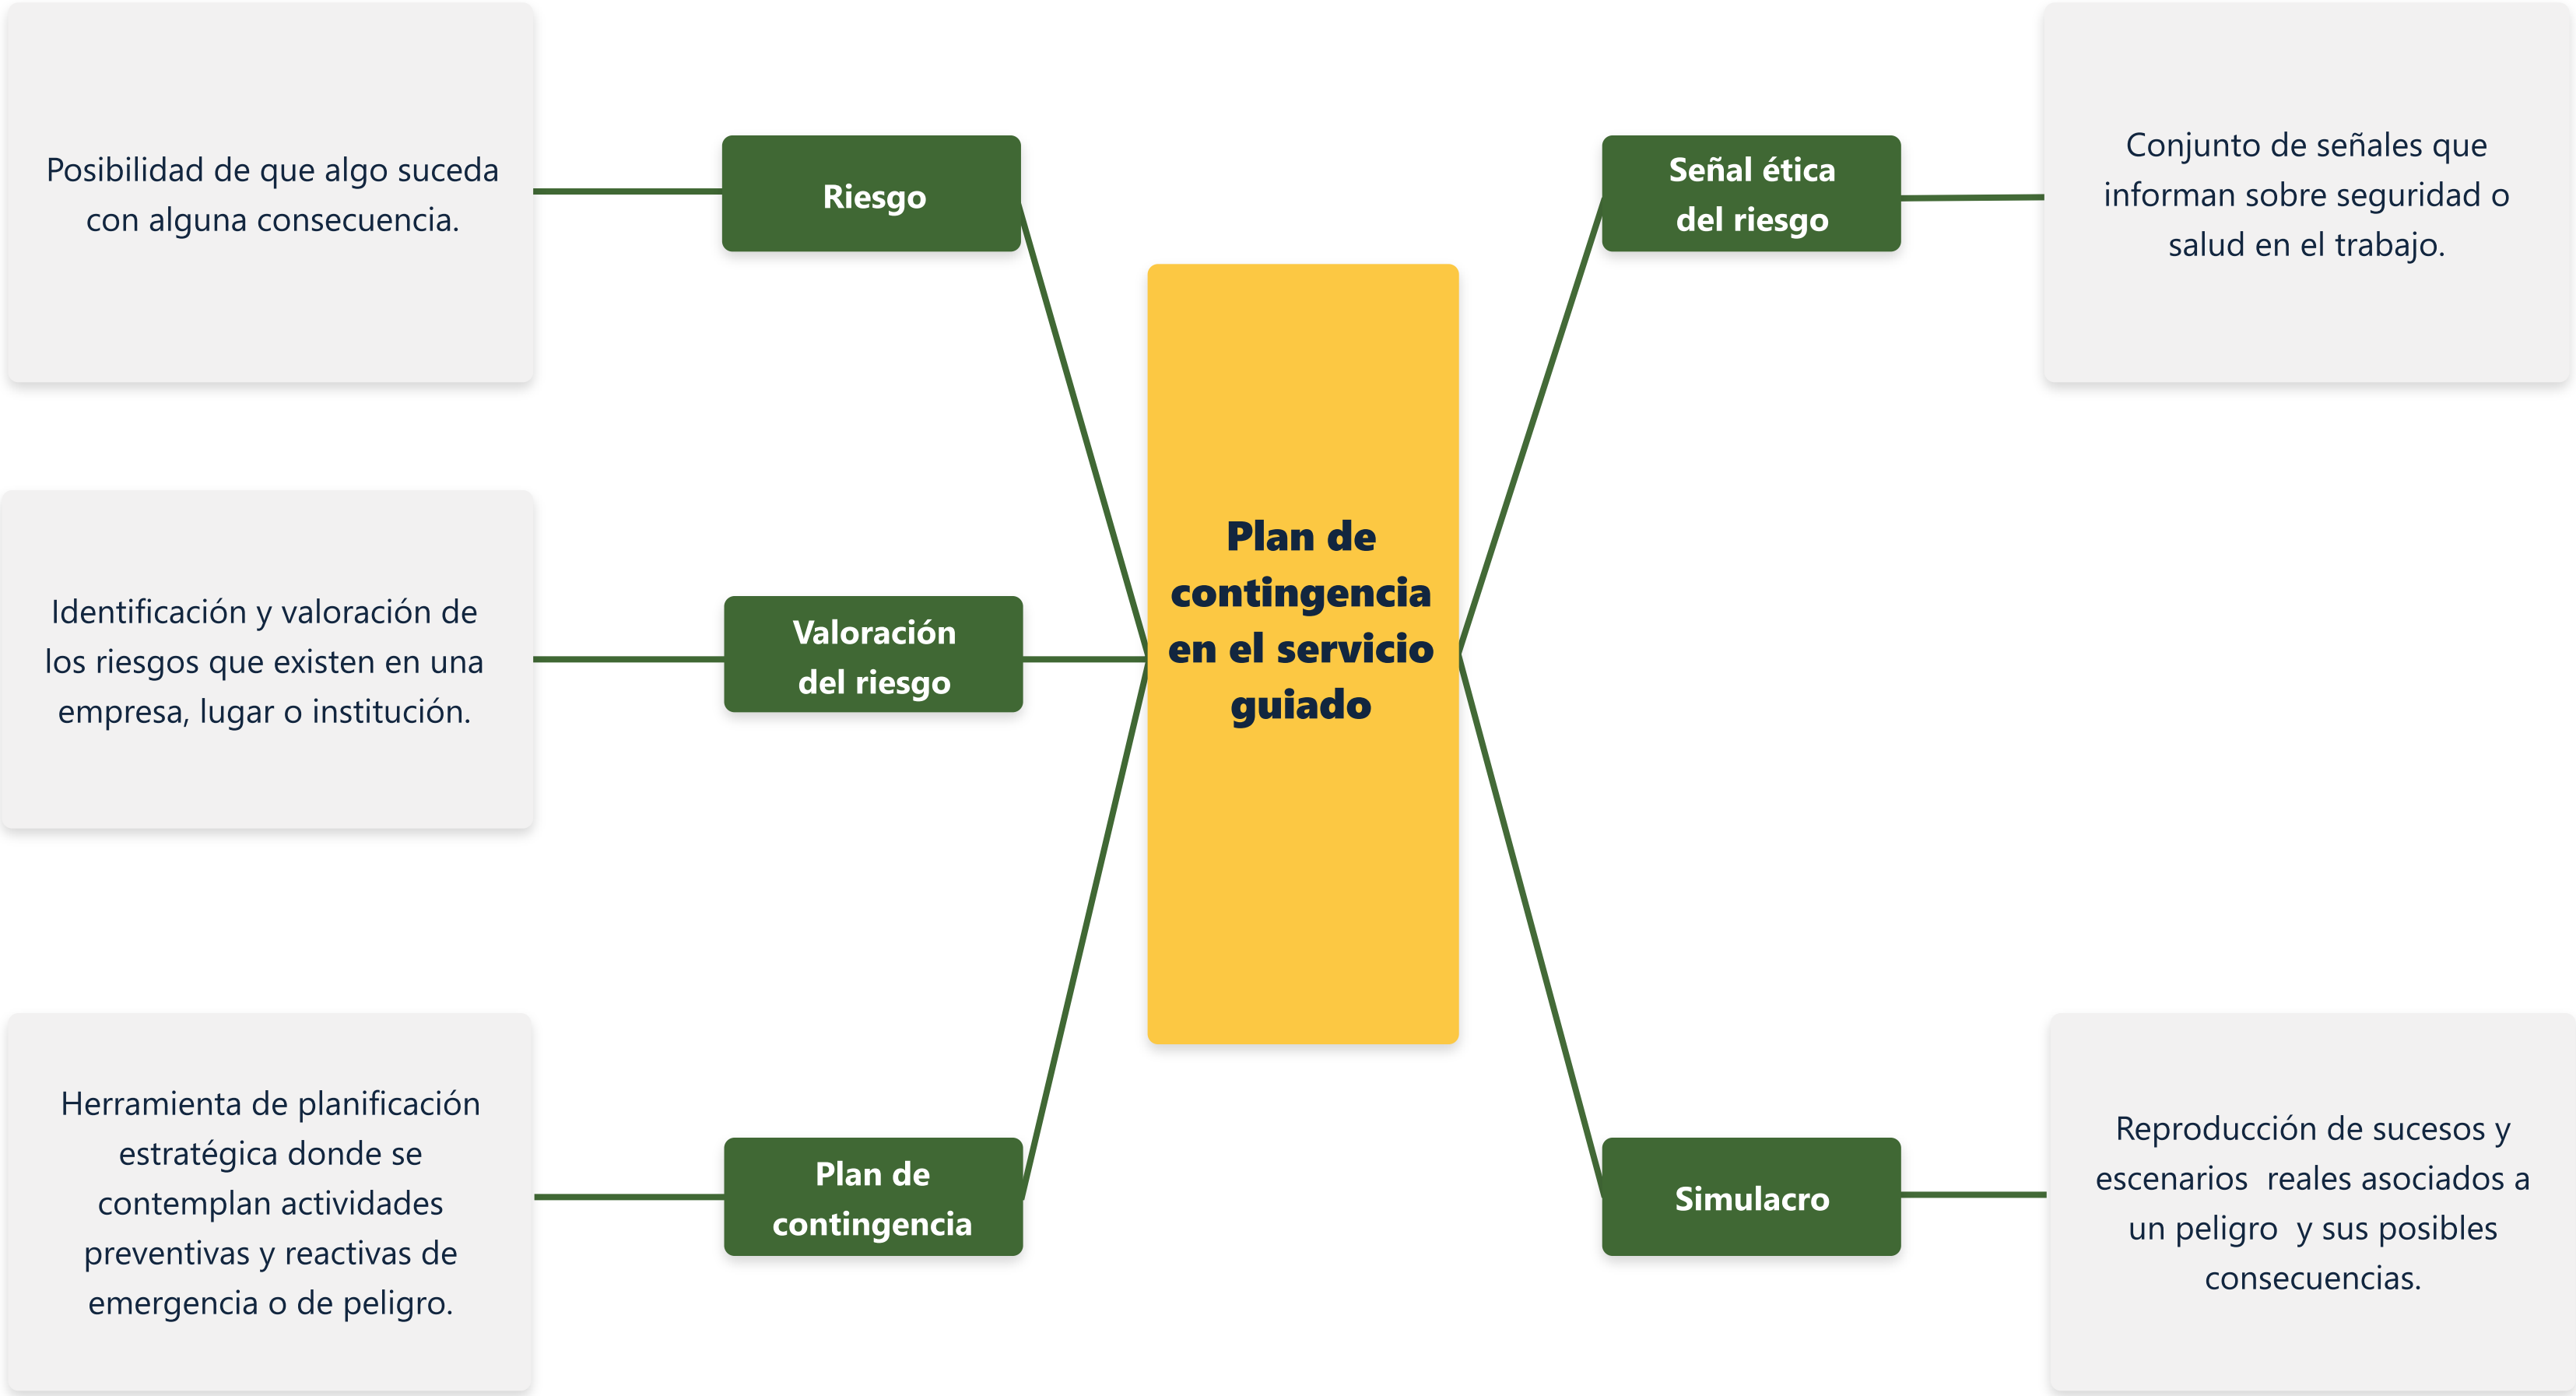 Posibilidad de que algo suceda
con alguna consecuencia.
Riesgo
Identificación y valoración de
los riesgos que existen en una
empresa, lugar o institución.
Valoración
del riesgo
Herramienta de planificación
estratégica donde se
contemplan actividades
preventivas y reactivas de
emergencia o de peligro.
Plan de
contingencia
Plan de
contingencia
en el servicio
guiado
Señal ética
del riesgo
Conjunto de señales que
informan sobre seguridad o
salud en el trabajo.
Simulacro
Reproducción de sucesos y
escenarios  reales asociados a
un peligro  y sus posibles
consecuencias.